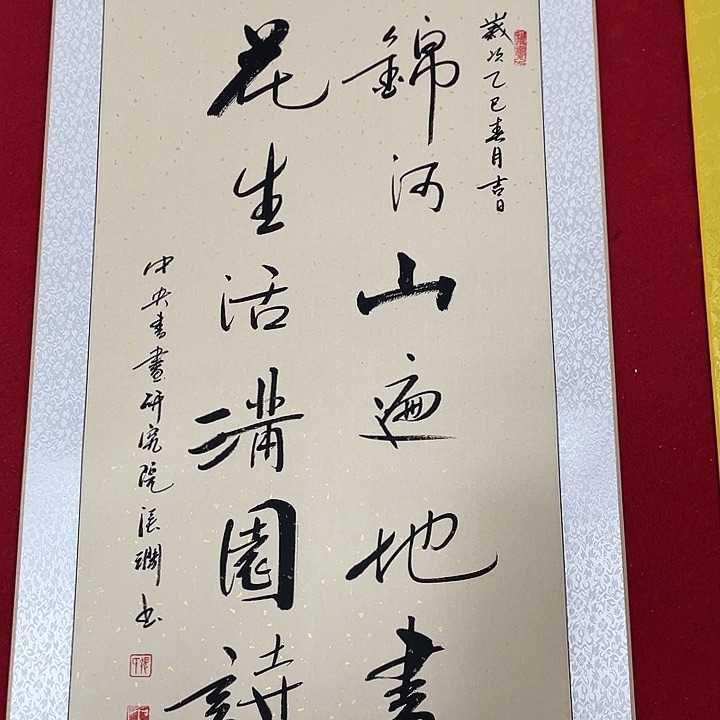 歲次乙巳春月吉日
錦河山遍地
花生活滿園詩
中央書畫研究院張書